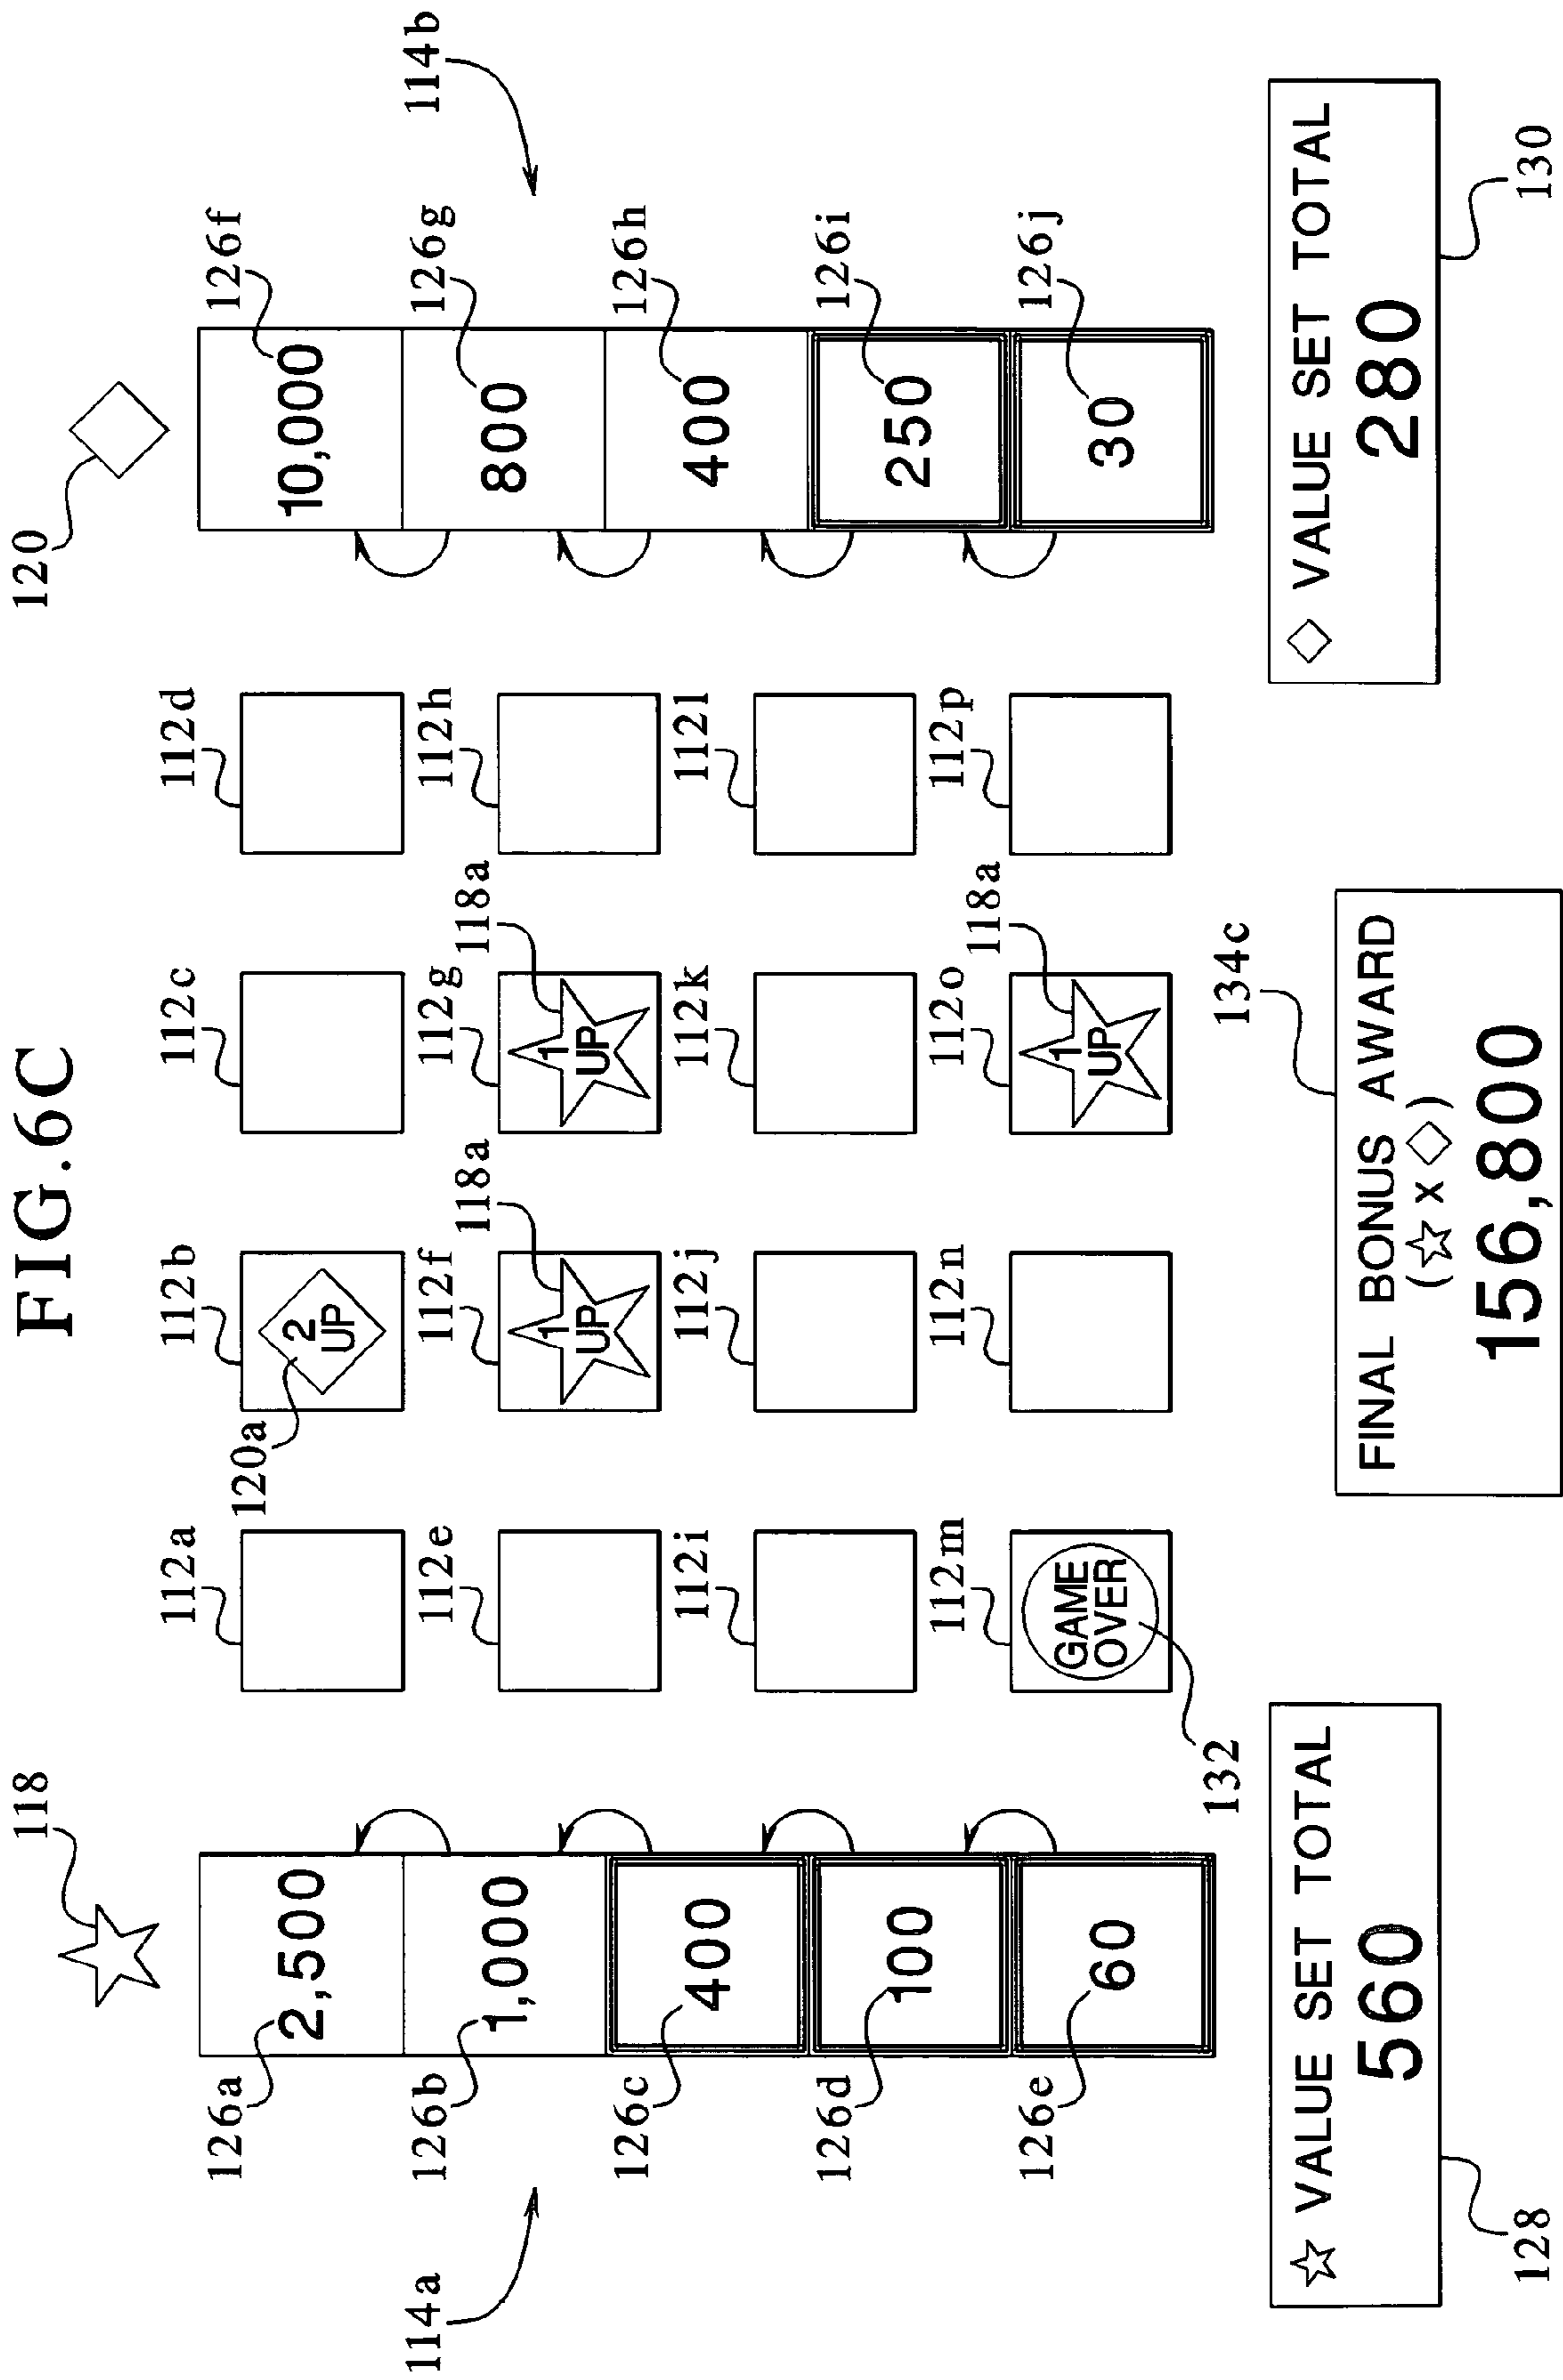 FIG.6C
118
120
114a
114b
126a
2,500
126b
1,000
126c
400
126d
100
126e
60
112a
112b
112c
112d
120a
2
UP
112e
112f
112g
112h
118a
118a
1
UP
1
UP
112i
112j
112k
112l
112m
112n
112o
112p
118a
GAME
OVER
1
UP
132
126f
10,000
126g
800
126h
400
126i
250
126j
30
VALUE SET TOTAL
560
128
134c
FINAL BONUS AWARD
( x )
156,800
VALUE SET TOTAL
280
130